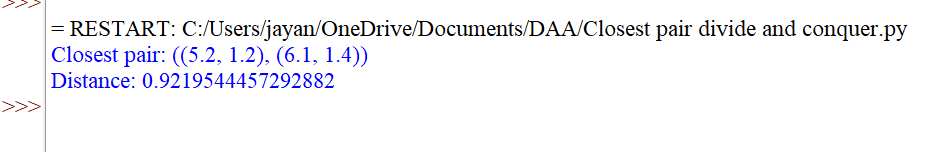 >>>
= RESTART: C:/Users/jayan/OneDrive/Documents/DAA/Closest pair divide and conquer.py
Closest pair: ((5.2, 1.2), (6.1, 1.4))
Distance: 0.9219544457292882
>>>